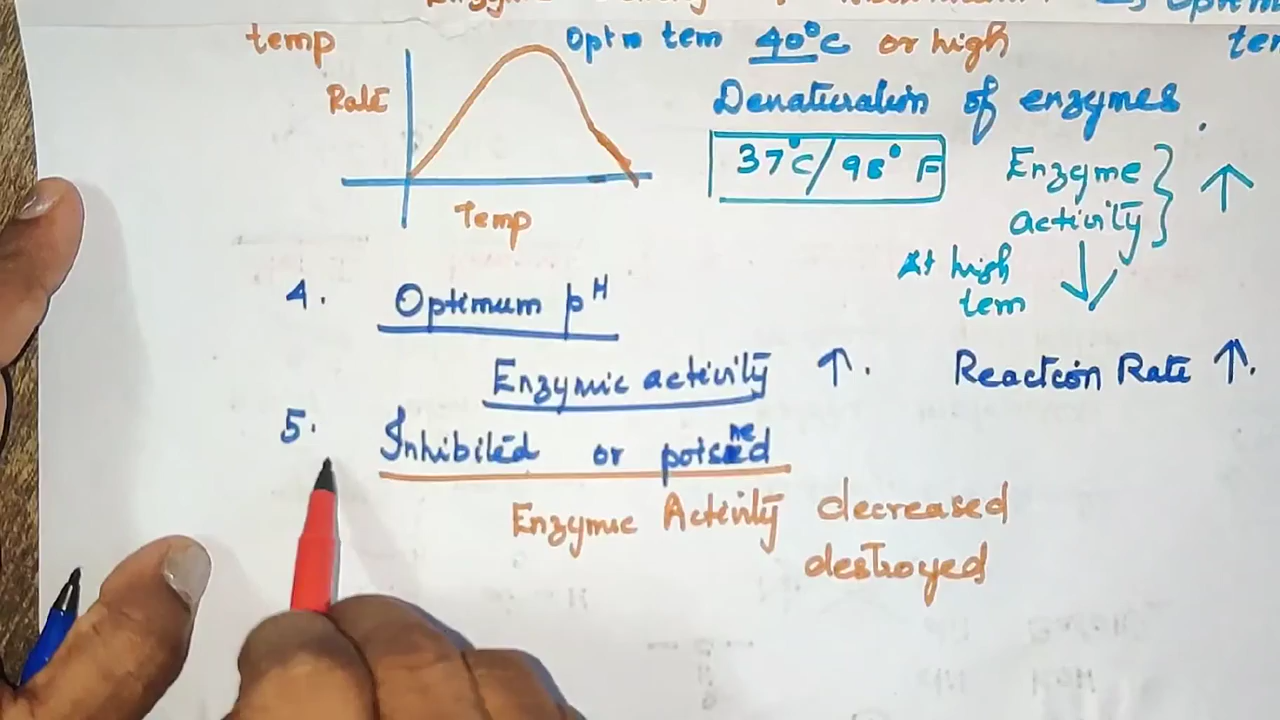 temp Optm tem 40°C or high
Rate
Denaturation of enzymes.
37°C/98° F
Enzyme
activity
Temp
At high
tem
4. Optimum pH
Enzymic activity ↑. Reaction Rate ↑.
5. Inhibited or poisned
Enzymic Activity decreased
destroyed